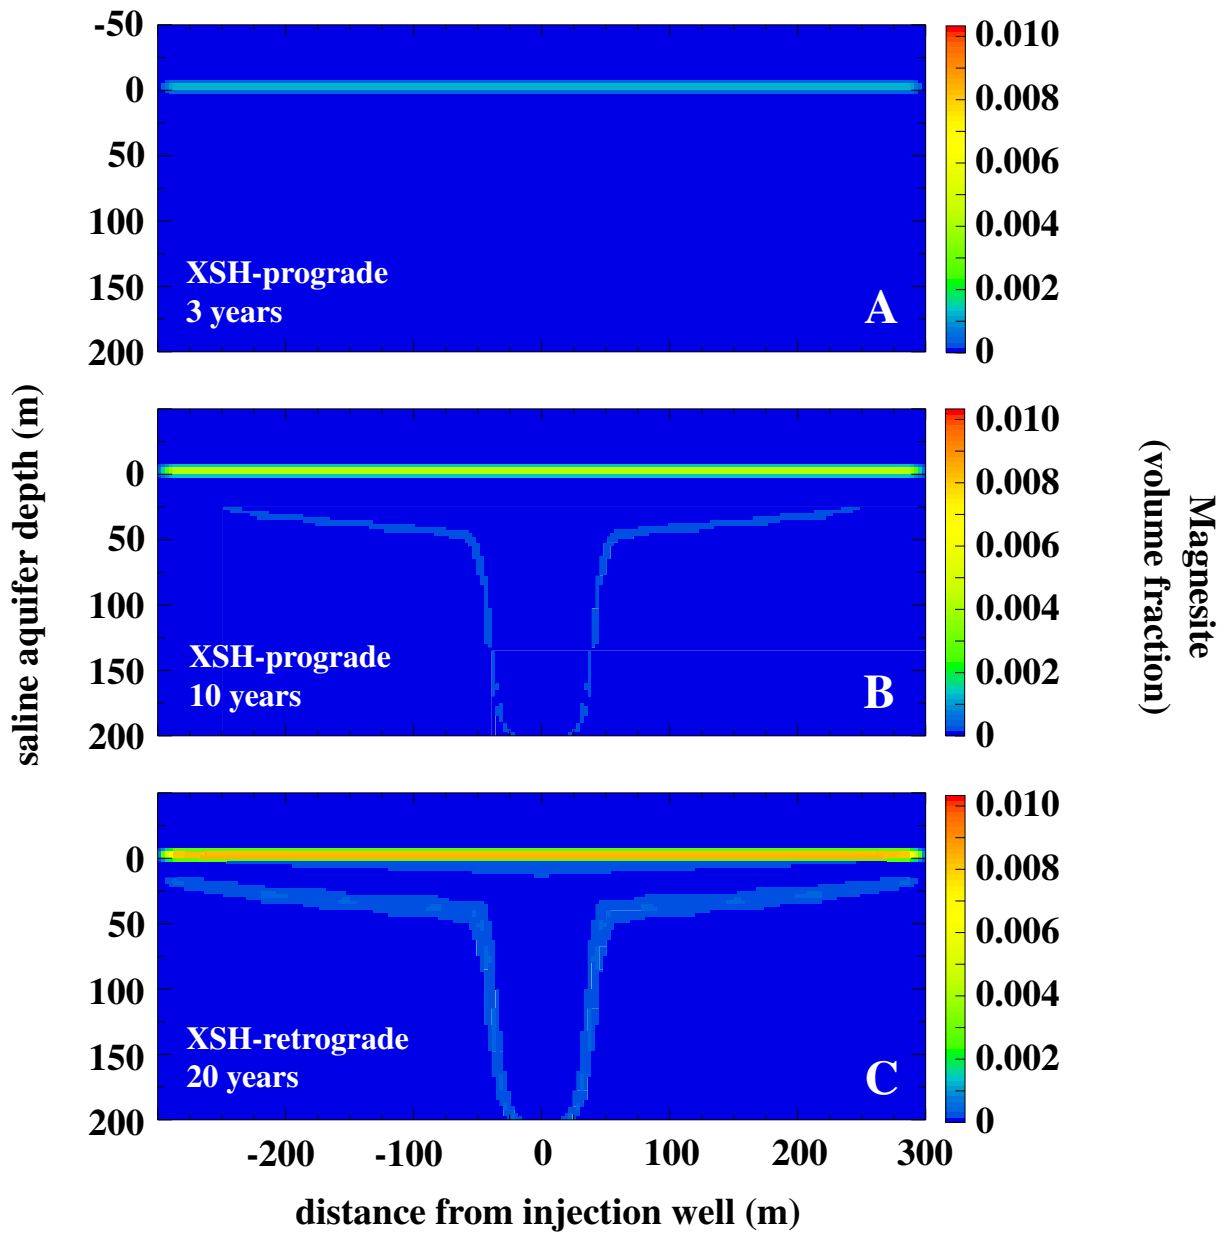 -50
0
50
100
150
200
XSH-prograde
3 years
A
0.010
0.008
0.006
0.004
0.002
0
0
50
100
150
200
XSH-prograde
10 years
B
0.010
0.008
0.006
0.004
0.002
0
saline aquifer depth (m)
Magnesite
(volume fraction)
0
50
100
150
200
XSH-retrograde
20 years
C
0.010
0.008
0.006
0.004
0.002
0
-200 -100 0 100 200 300
distance from injection well (m)